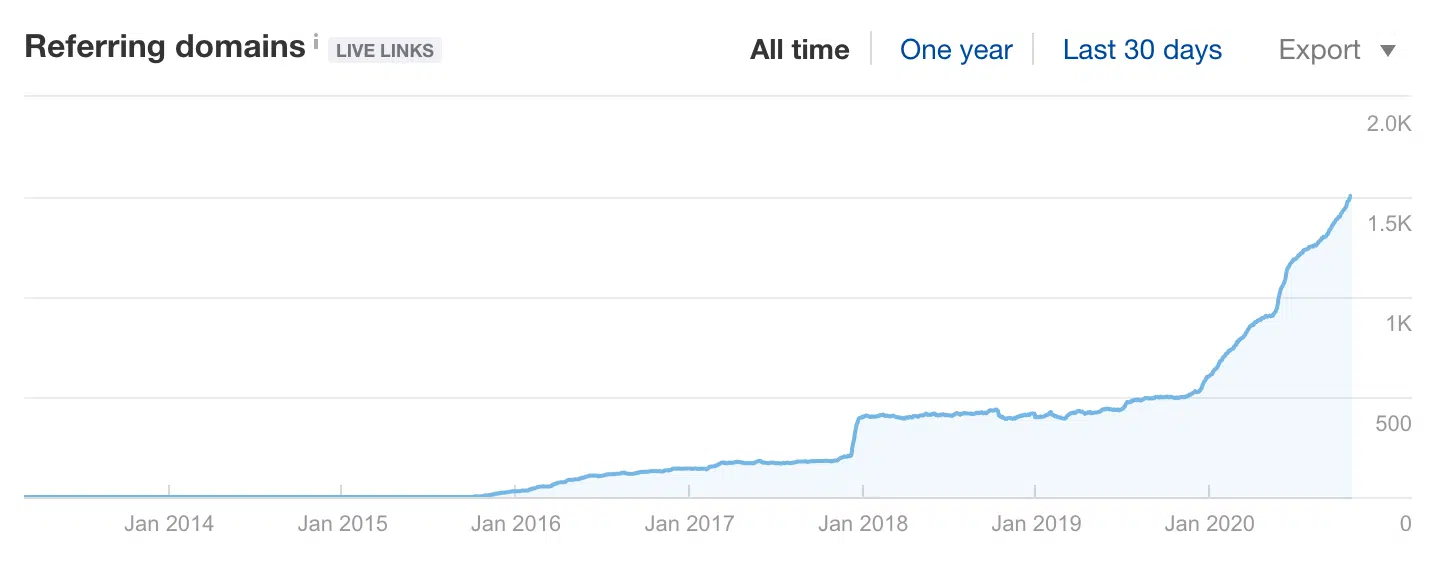 Referring domains i LIVE LINKS All time One year Last 30 days Export
2.0K
1.5K
1K
500
Jan 2014 Jan 2015 Jan 2016 Jan 2017 Jan 2018 Jan 2019 Jan 2020 0